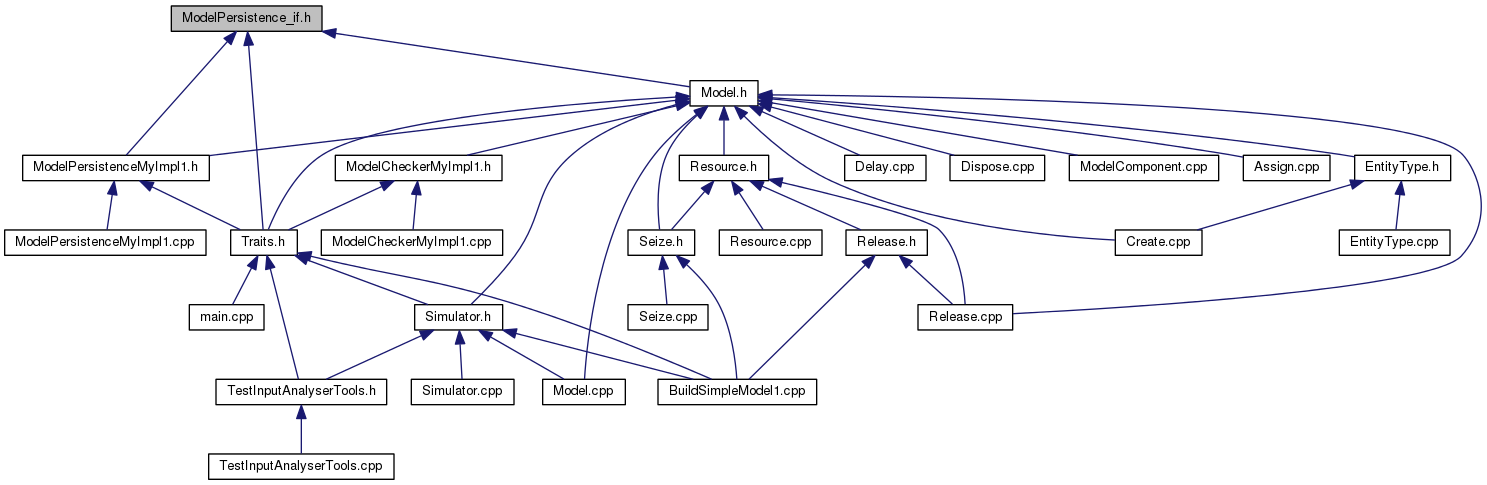 ModelPersistence_if.h
Model.h
ModelPersistenceMyImpl1.h
ModelCheckerMyImpl1.h
Resource.h
Delay.cpp
Dispose.cpp
ModelComponent.cpp
Assign.cpp
EntityType.h
ModelPersistenceMyImpl1.cpp
Traits.h
ModelCheckerMyImpl1.cpp
Seize.h
Resource.cpp
Release.h
Create.cpp
EntityType.cpp
main.cpp
Simulator.h
Seize.cpp
Release.cpp
TestInputAnalyserTools.h
Simulator.cpp
Model.cpp
BuildSimpleModel1.cpp
TestInputAnalyserTools.cpp